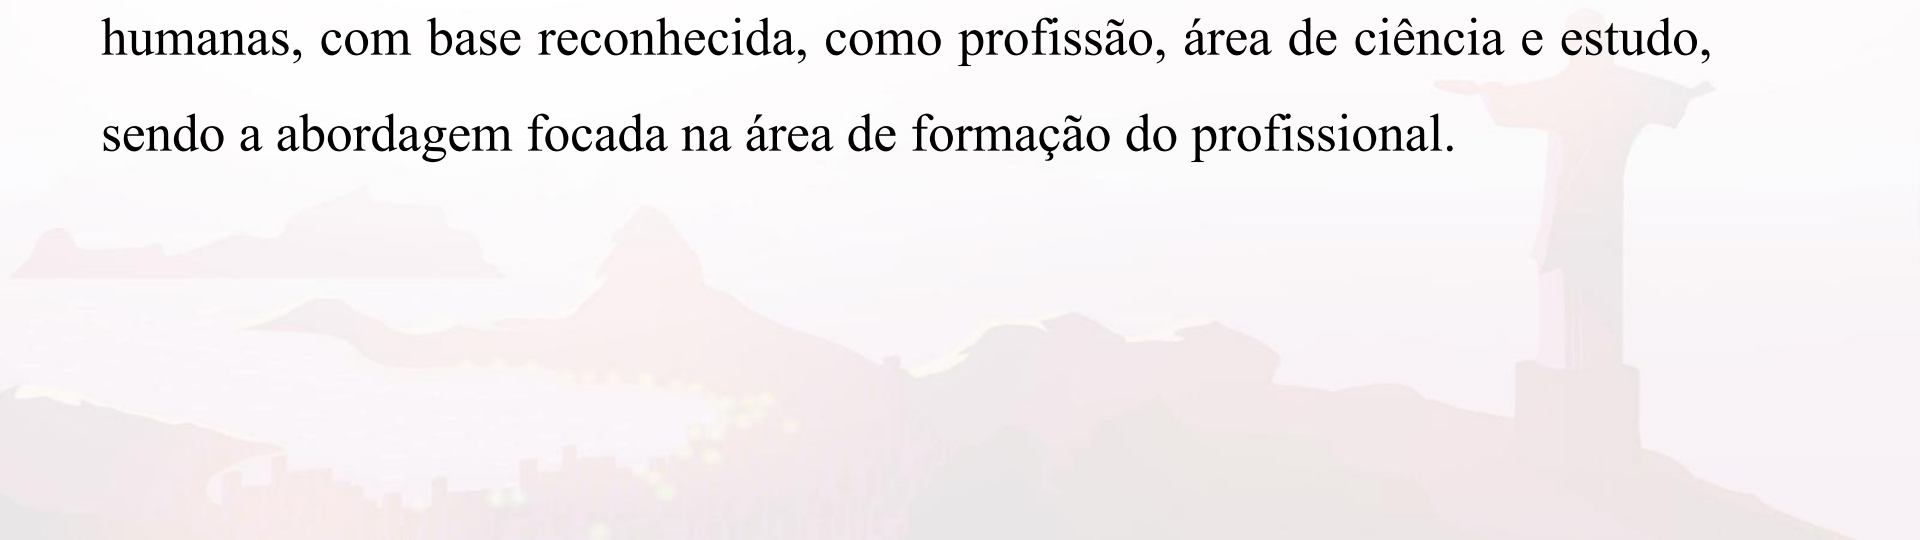 humanas, com base reconhecida, como profissão, área de ciência e estudo,
sendo a abordagem focada na área de formação do profissional.